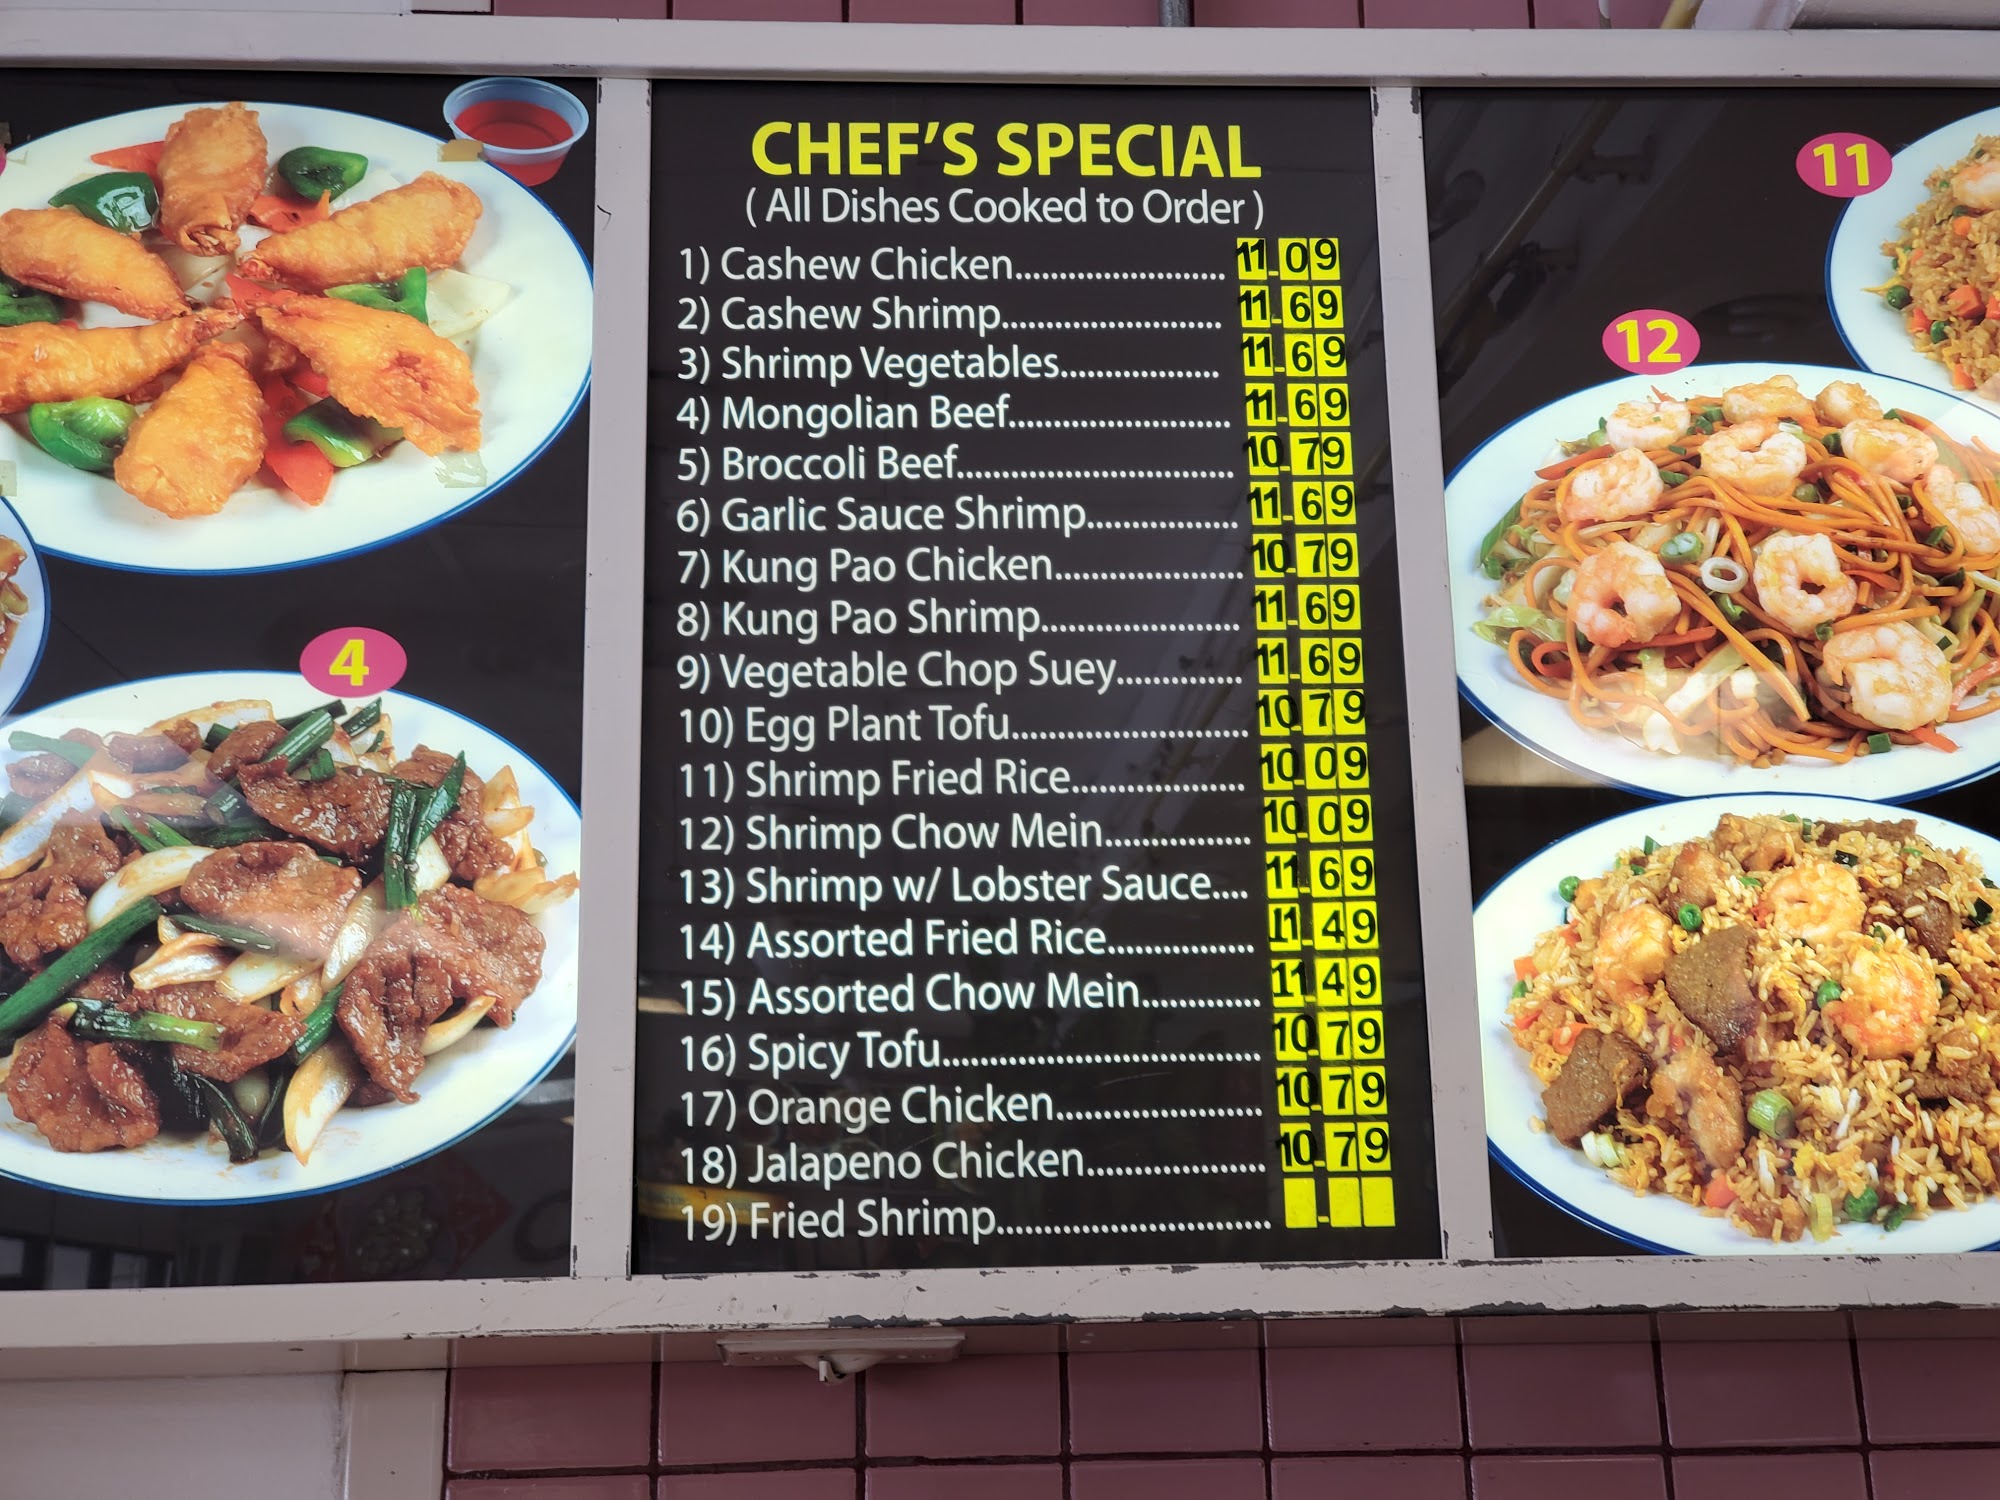 CHEF'S SPECIAL
( All Dishes Cooked to Order )
1) Cashew Chicken........................ 11.09
2) Cashew Shrimp......................... 11.69
3) Shrimp Vegetables.................. 11.69
4) Mongolian Beef......................... 11.69
5) Broccoli Beef............................... 10.79
6) Garlic Sauce Shrimp................. 11.69
7) Kung Pao Chicken..................... 10.79
8) Kung Pao Shrimp...................... 11.69
9) Vegetable Chop Suey.............. 11.69
10) Egg Plant Tofu.......................... 10.79
11) Shrimp Fried Rice................... 10.09
12) Shrimp Chow Mein................ 10.09
13) Shrimp w/ Lobster Sauce.... 11.69
14) Assorted Fried Rice................ 11.49
15) Assorted Chow Mein............. 11.49
16) Spicy Tofu................................... 10.79
17) Orange Chicken....................... 10.79
18) Jalapeno Chicken.................... 10.79
19) Fried Shrimp.............................. .
4
11
12